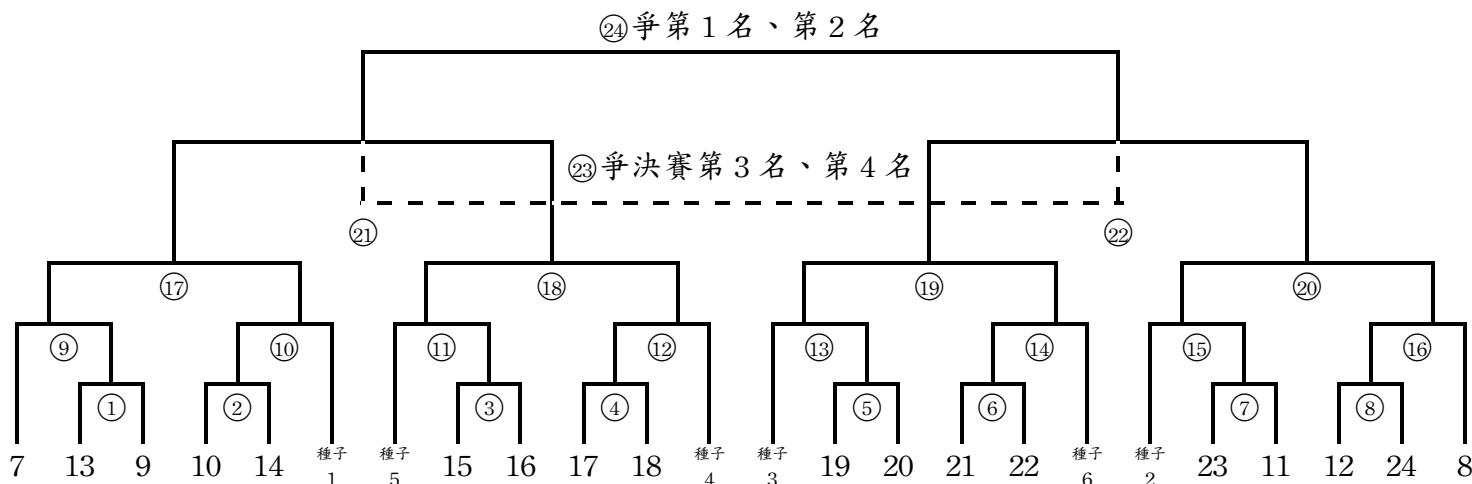 ㉔爭第1名、第2名
㉓爭決賽第3名、第4名
㉑ ㉒
⑰ ⑱ ⑲ ⑳
⑨ ⑩ ⑪ ⑫ ⑬ ⑭ ⑮ ⑯
① ② ③ ④ ⑤ ⑥ ⑦ ⑧
7 13 9 10 14 種子1 種子5 15 16 17 18 種子4 種子3 19 20 21 22 種子6 種子2 23 11 12 24 8